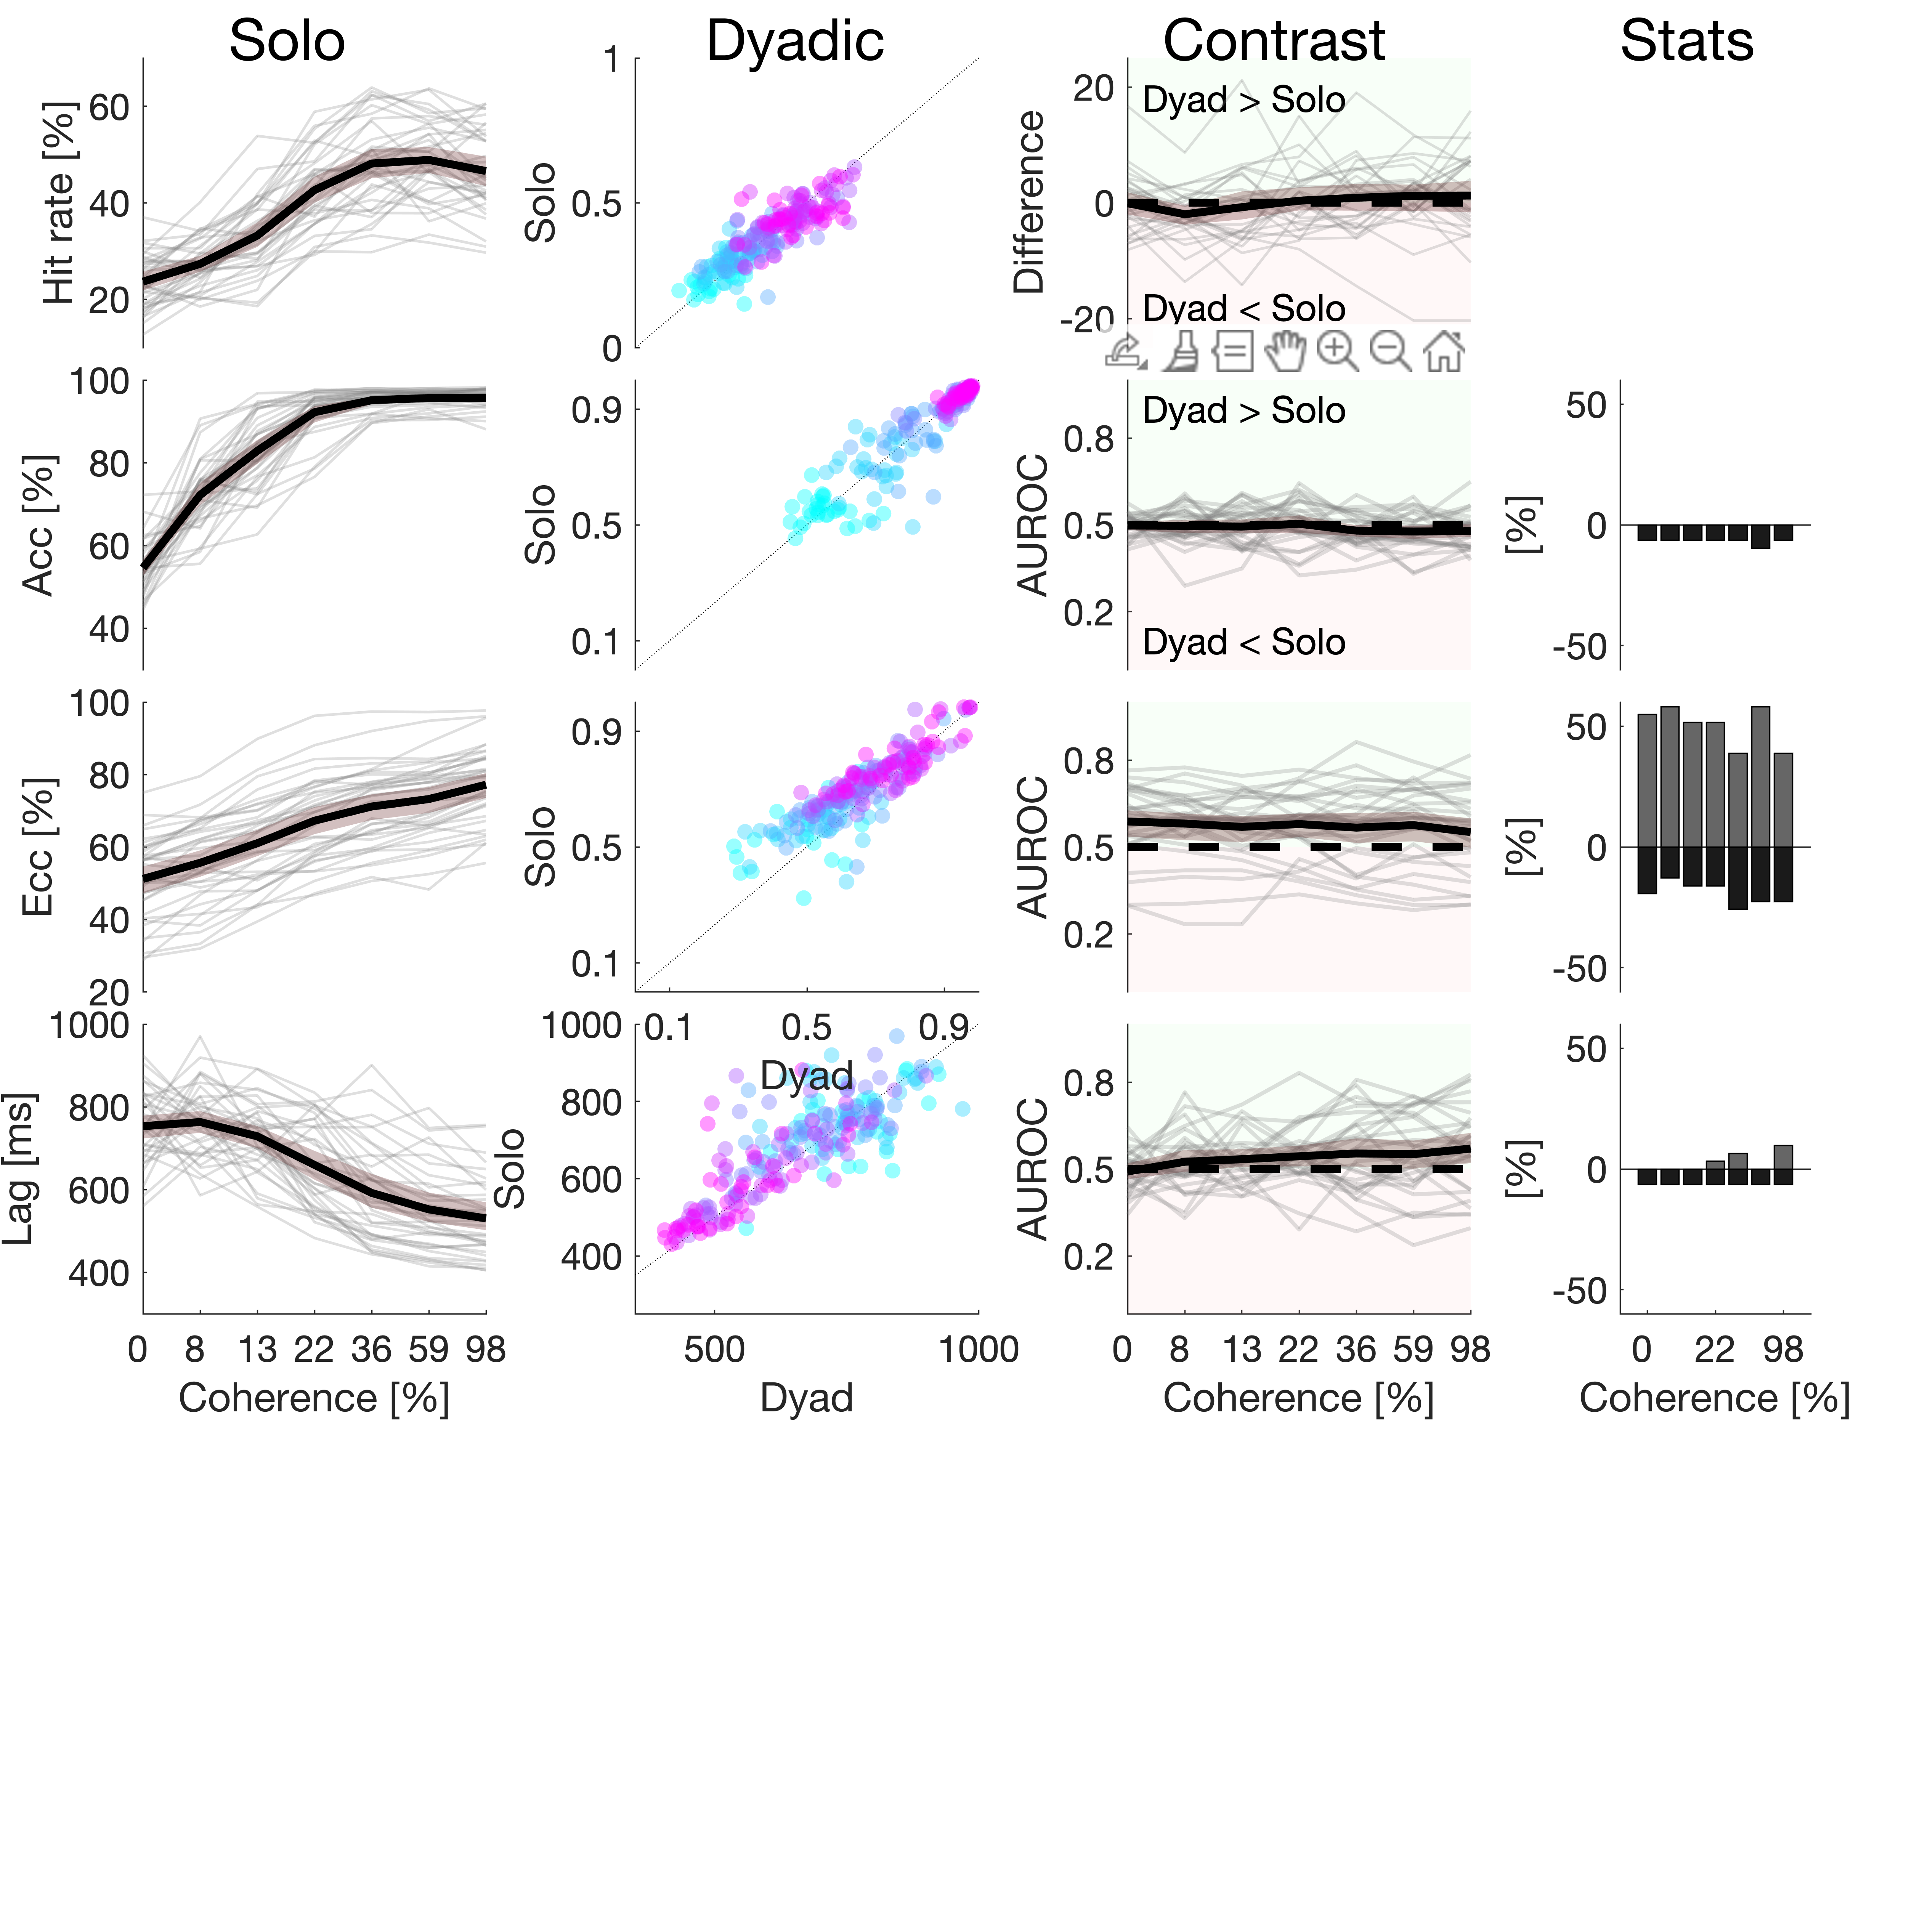 Solo
Dyadic
Contrast
Stats
Hit rate [%]
60
40
20
Solo
1
0.5
0
Difference
20
0
-20
Dyad > Solo
Dyad < Solo
Acc [%]
100
80
60
40
Solo
0.9
0.5
0.1
AUROC
0.8
0.5
0.2
Dyad > Solo
Dyad < Solo
[%]
50
0
-50
Ecc [%]
100
80
60
40
20
Solo
0.9
0.5
0.1
0.1 0.5 0.9
Dyad
AUROC
0.8
0.5
0.2
[%]
50
0
-50
Lag [ms]
1000
800
600
400
0 8 13 22 36 59 98
Coherence [%]
Solo
1000
800
600
400
500 1000
Dyad
AUROC
0.8
0.5
0.2
0 8 13 22 36 59 98
Coherence [%]
[%]
50
0
-50
0 22 98
Coherence [%]